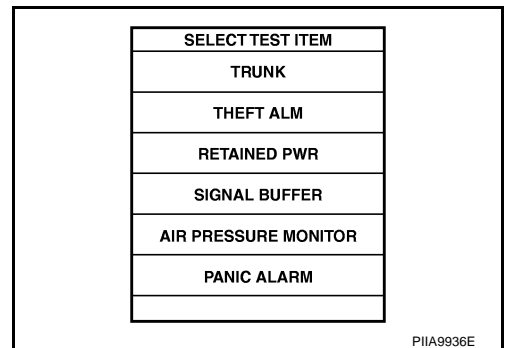 SELECT TEST ITEM
TRUNK
THEFT ALM
RETAINED PWR
SIGNAL BUFFER
AIR PRESSURE MONITOR
PANIC ALARM
PIIA9936E